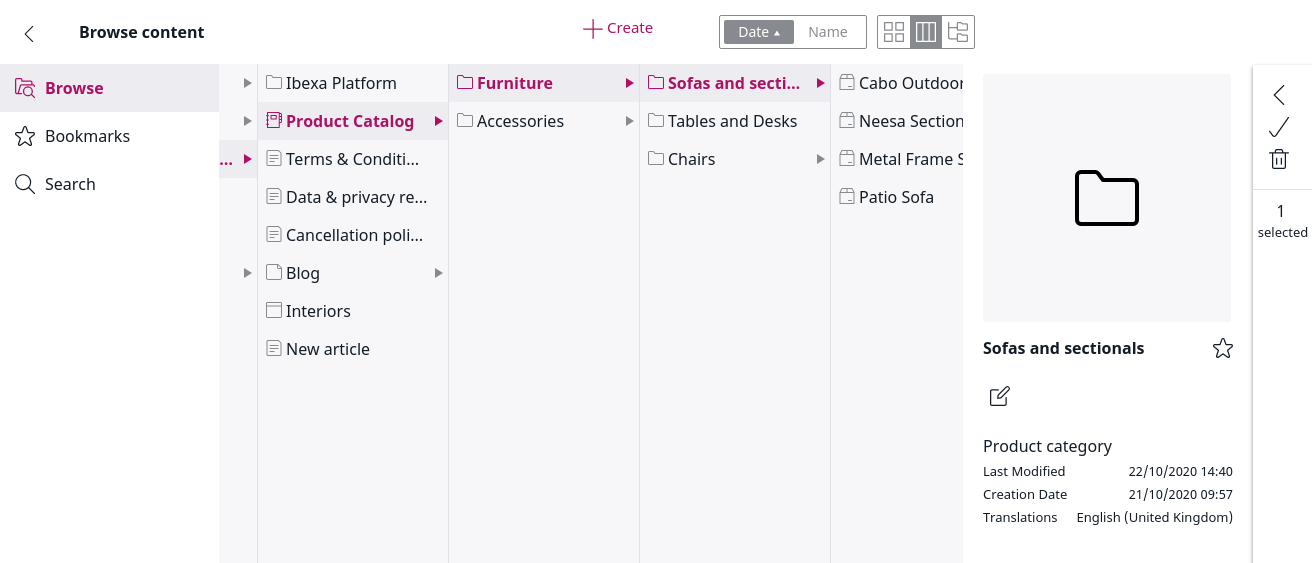 Browse content
Create
Date
Name
Browse
Bookmarks
Search
...
Ibexa Platform
Product Catalog
Terms & Conditi...
Data & privacy re...
Cancellation poli...
Blog
Interiors
New article
Furniture
Accessories
Sofas and secti...
Tables and Desks
Chairs
Cabo Outdoor
Neesa Section
Metal Frame S
Patio Sofa
Sofas and sectionals
Product category
Last Modified 22/10/2020 14:40
Creation Date 21/10/2020 09:57
Translations English (United Kingdom)
1
selected